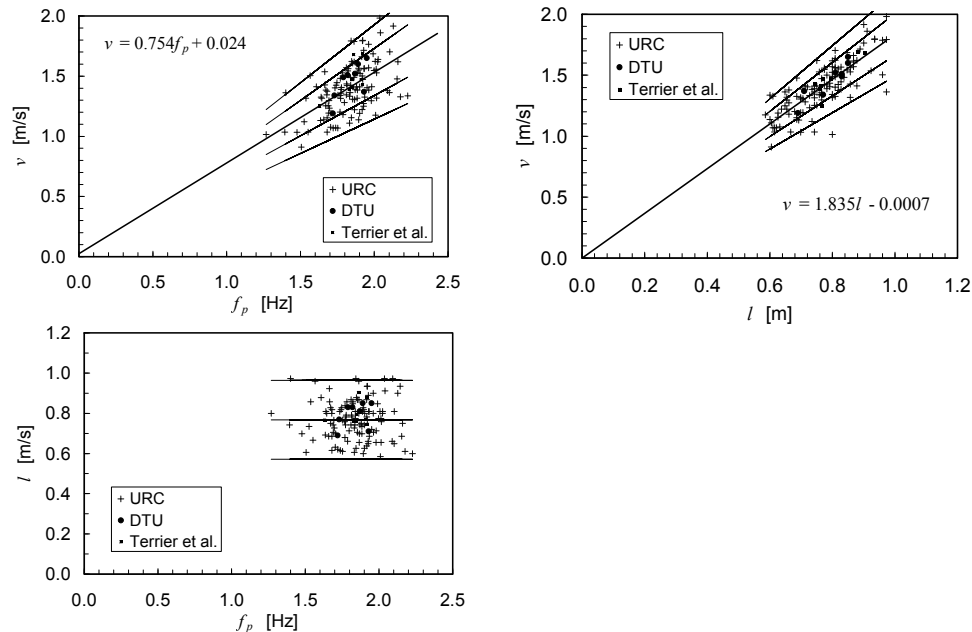 2.0
1.5
1.0
0.5
0.0
v [m/s]
v = 0.754f_p + 0.024
+ URC
● DTU
▪ Terrier et al.
0.0 0.5 1.0 1.5 2.0 2.5
f_p [Hz]
2.0
1.5
1.0
0.5
0.0
v [m/s]
+ URC
● DTU
▪ Terrier et al.
v = 1.835l - 0.0007
0.0 0.2 0.4 0.6 0.8 1.0 1.2
l [m]
1.2
1.0
0.8
0.6
0.4
0.2
0.0
l [m/s]
+ URC
● DTU
▪ Terrier et al.
0.0 0.5 1.0 1.5 2.0 2.5
f_p [Hz]